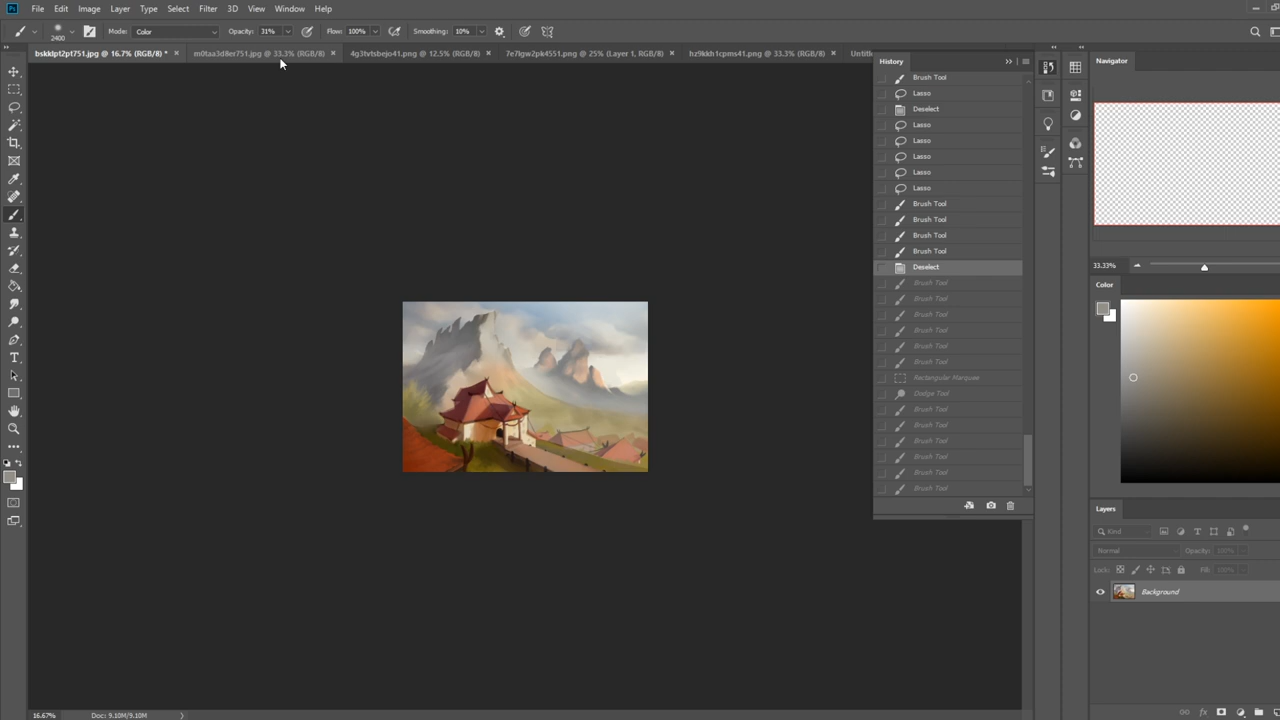 Ps File Edit Image Layer Type Select Filter 3D View Window Help
2400 Mode: Color Opacity: 31% Flow: 100% Smoothing: 10%
bskklpt2pt751.jpg @ 16.7% (RGB/8) * × m0taa3d8er751.jpg @ 33.3% (RGB/8) × 4g3tvlsbejo41.png @ 12.5% (RGB/8) × 7e7lgw2pk4551.png @ 25% (Layer 1, RGB/8) × hz9kkh1cpms41.png @ 33.3% (RGB/8) × Untitl
History
Navigator
Brush Tool
Lasso
Deselect
Lasso
Lasso
Lasso
Lasso
Lasso
Brush Tool
Brush Tool
Brush Tool
Brush Tool
Deselect
Brush Tool
Brush Tool
Brush Tool
Brush Tool
Brush Tool
Brush Tool
Rectangular Marquee
Dodge Tool
Brush Tool
Brush Tool
Brush Tool
Brush Tool
Brush Tool
Brush Tool
33.33%
Color
Layers
Kind
Normal Opacity: 100%
Lock: Fill: 100%
Background
16.67% Doc: 9.10M/9.10M